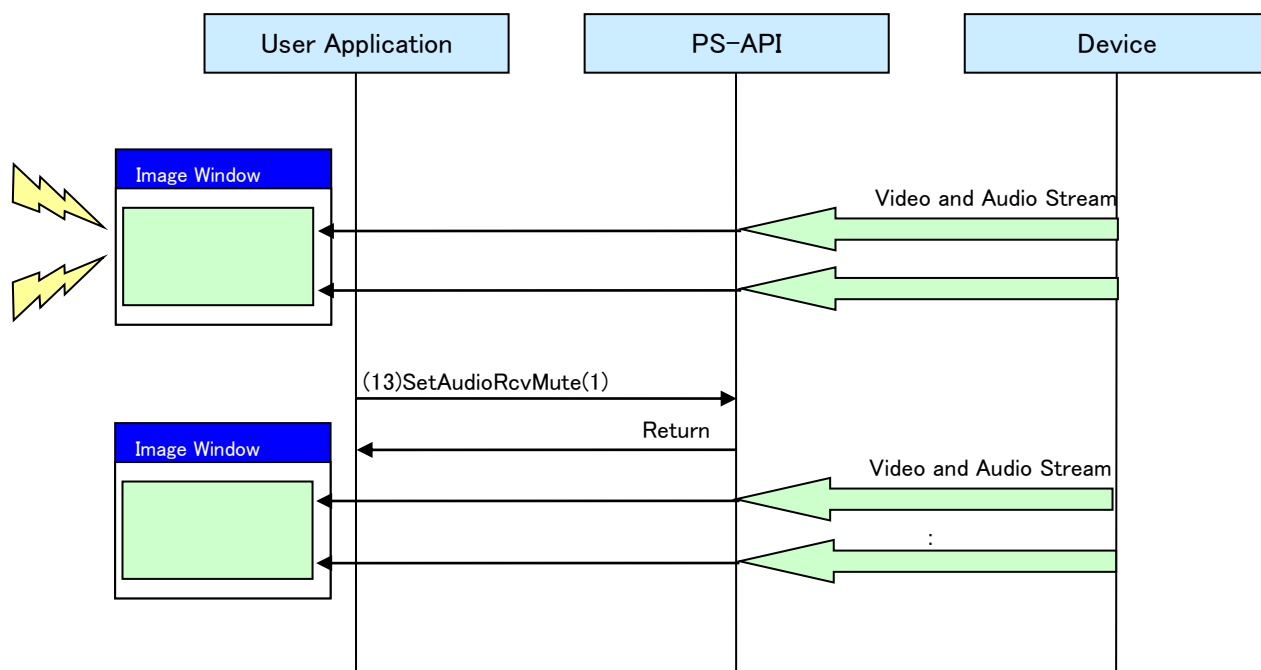 User Application
PS-API
Device
Image Window
Video and Audio Stream
(13)SetAudioRcvMute(1)
Return
Image Window
Video and Audio Stream
: